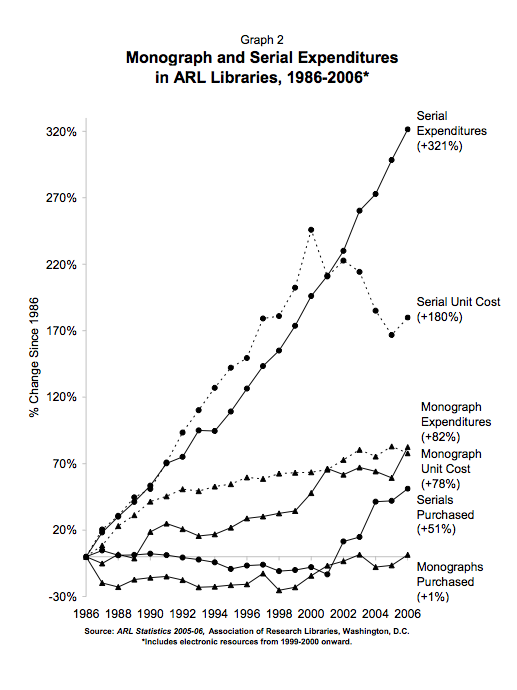 Graph 2
Monograph and Serial Expenditures
in ARL Libraries, 1986-2006*
Serial
Expenditures
(+321%)
320%
270%
220%
170%
120%
70%
20%
-30%
% Change Since 1986
Serial Unit Cost
(+180%)
Monograph
Expenditures
(+82%)
Monograph
Unit Cost
(+78%)
Serials
Purchased
(+51%)
Monographs
Purchased
(+1%)
1986 1988 1990 1992 1994 1996 1998 2000 2002 2004 2006
Source: ARL Statistics 2005-06, Association of Research Libraries, Washington, D.C.
*Includes electronic resources from 1999-2000 onward.